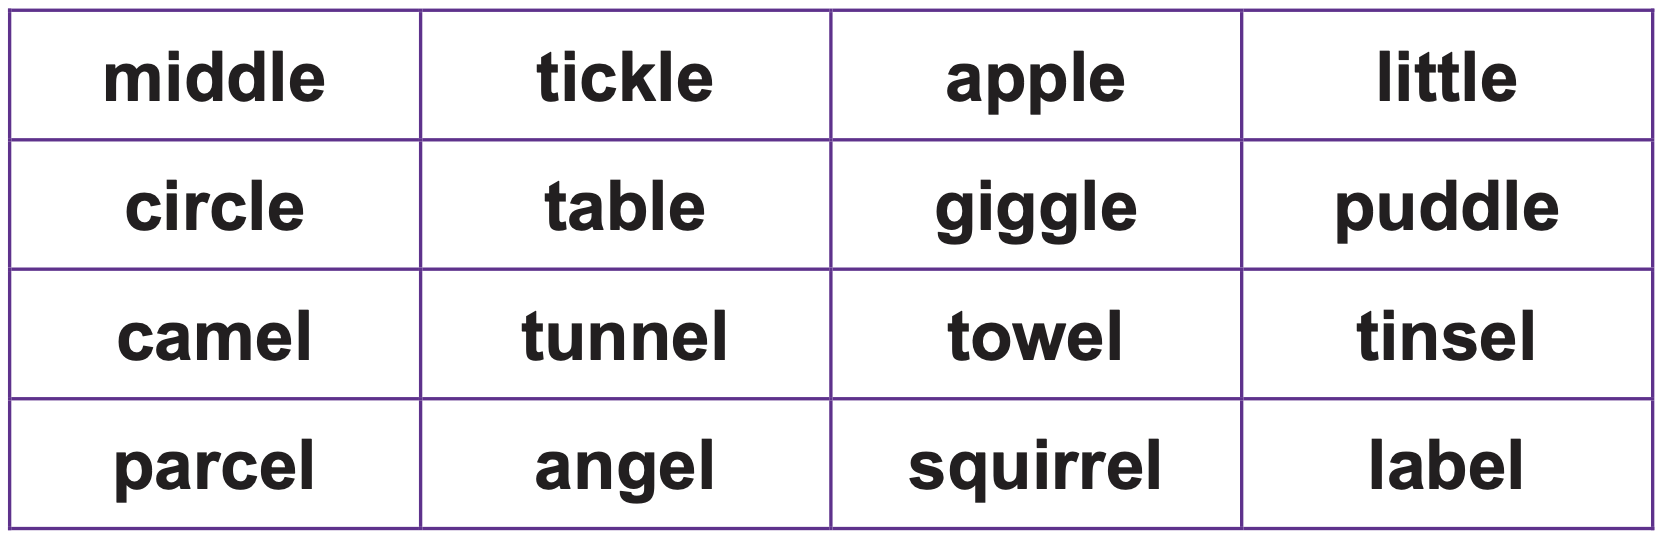 middle tickle apple little
circle table giggle puddle
camel tunnel towel tinsel
parcel angel squirrel label